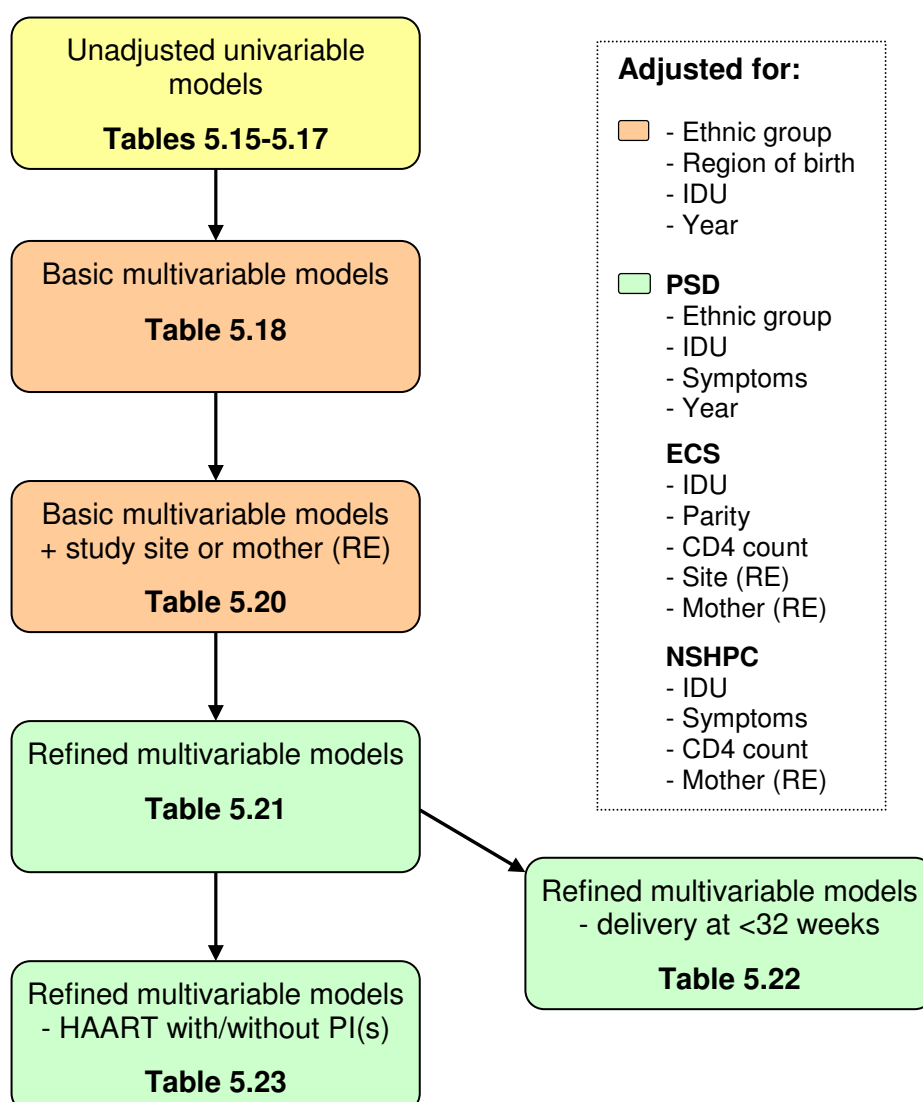 Unadjusted univariable
models
Tables 5.15-5.17
Basic multivariable models
Table 5.18
Basic multivariable models
+ study site or mother (RE)
Table 5.20
Refined multivariable models
Table 5.21
Refined multivariable models
- delivery at <32 weeks
Table 5.22
Refined multivariable models
- HAART with/without PI(s)
Table 5.23
Adjusted for:
- Ethnic group
- Region of birth
- IDU
- Year
PSD
- Ethnic group
- IDU
- Symptoms
- Year
ECS
- IDU
- Parity
- CD4 count
- Site (RE)
- Mother (RE)
NSHPC
- IDU
- Symptoms
- CD4 count
- Mother (RE)